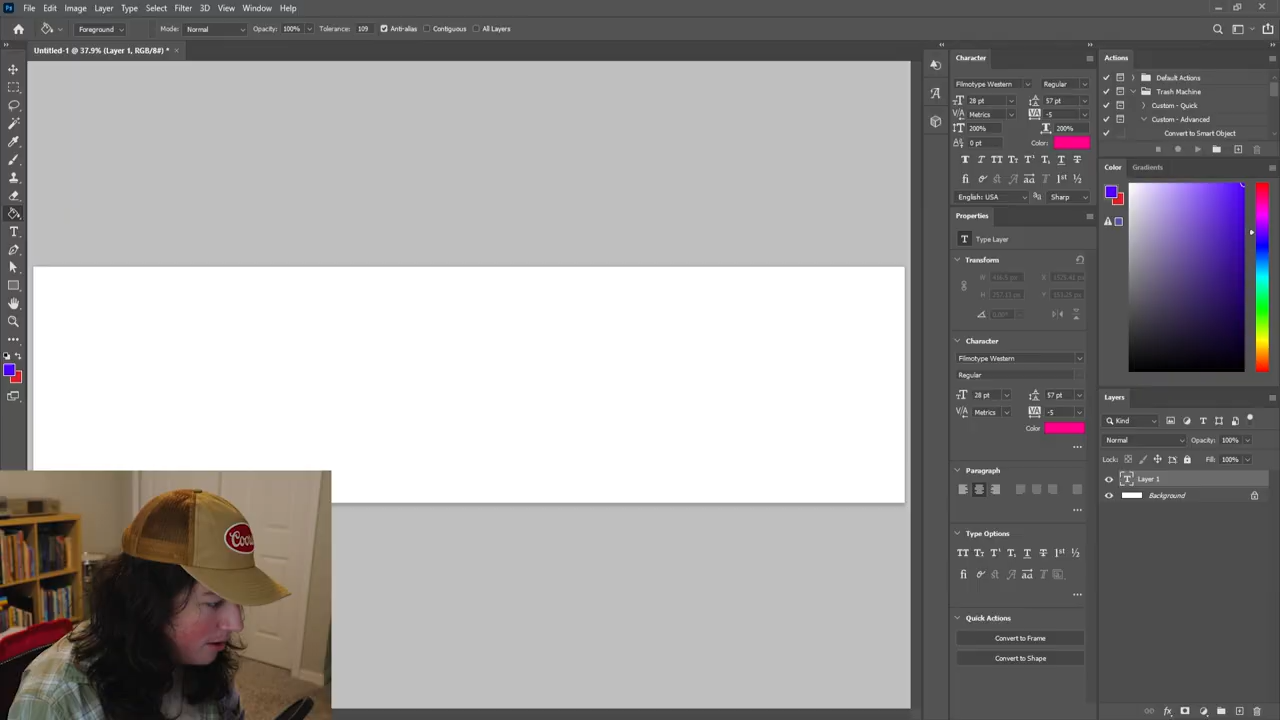 Ps File Edit Image Layer Type Select Filter 3D View Window Help
Foreground Mode: Normal Opacity: 100% Tolerance: 109 Anti-alias Contiguous All Layers
Untitled-1 @ 37.9% (Layer 1, RGB/8#) * ×
Character
Filmotype Western Regular
28 pt 57 pt
Metrics -5
200% 200%
0 pt Color:
English: USA Sharp
Properties
Type Layer
Transform
W X
H Y
0.00°
Character
Filmotype Western
Regular
28 pt 57 pt
Metrics -5
Color
Paragraph
Type Options
Quick Actions
Convert to Frame
Convert to Shape
Actions
Default Actions
Trash Machine
Custom - Quick
Custom - Advanced
Convert to Smart Object
Color Gradients
Layers
Kind
Normal Opacity: 100%
Lock: Fill: 100%
Layer 1
Background
Coors